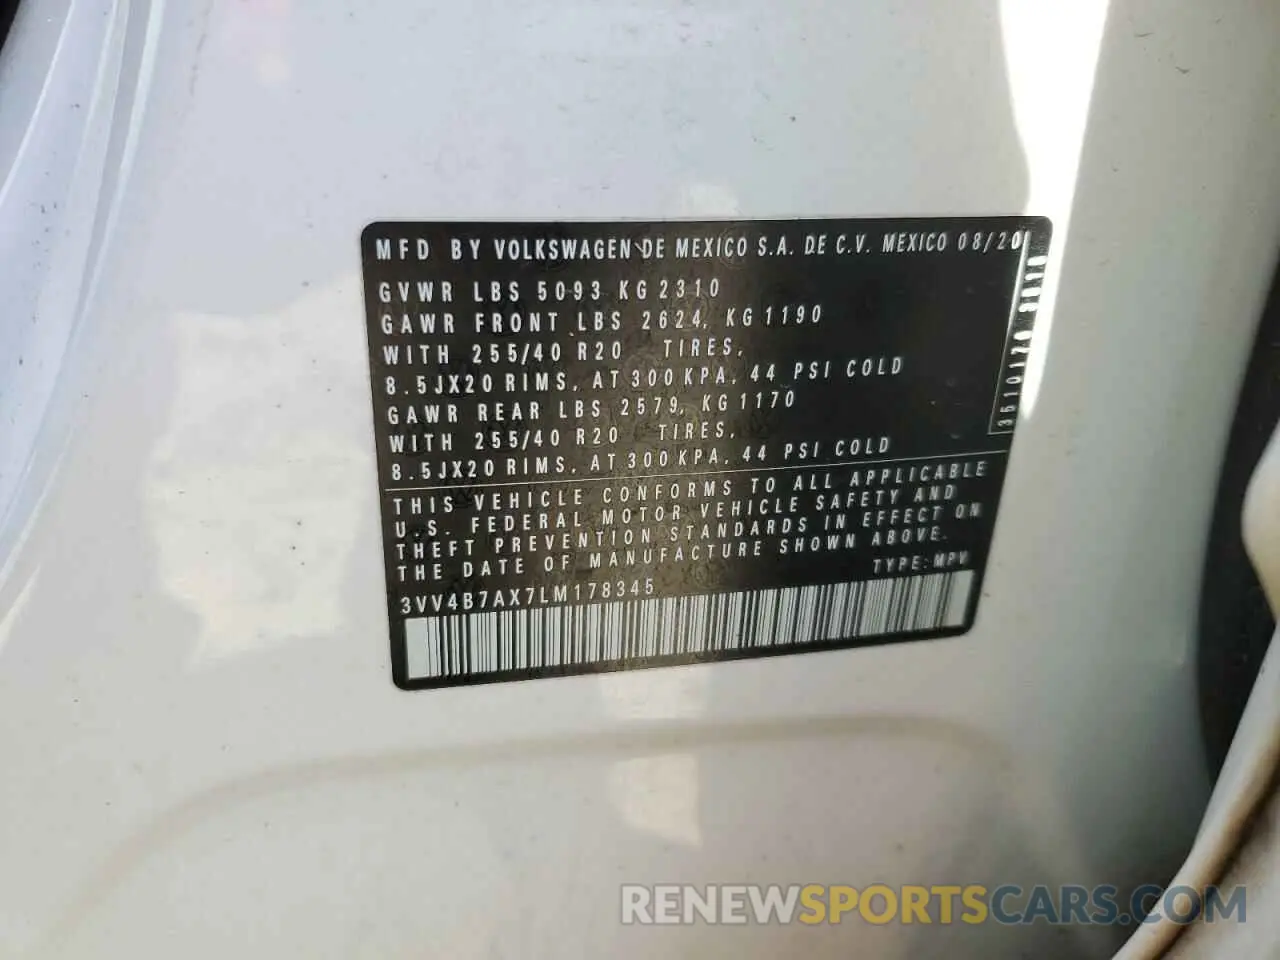 MFD BY VOLKSWAGEN DE MEXICO S.A. DE C.V. MEXICO 08/20
GVWR LBS 5093 KG 2310
GAWR FRONT LBS 2624, KG 1190
WITH 255/40 R20 TIRES,
8.5JX20 RIMS, AT 300 KPA, 44 PSI COLD
GAWR REAR LBS 2579, KG 1170
WITH 255/40 R20 TIRES,
8.5JX20 RIMS, AT 300 KPA, 44 PSI COLD
THIS VEHICLE CONFORMS TO ALL APPLICABLE
U.S. FEDERAL MOTOR VEHICLE SAFETY AND
THEFT PREVENTION STANDARDS IN EFFECT ON
THE DATE OF MANUFACTURE SHOWN ABOVE.
TYPE: MPV
3VV4B7AX7LM178345
RENEWSPORTSCARS.COM